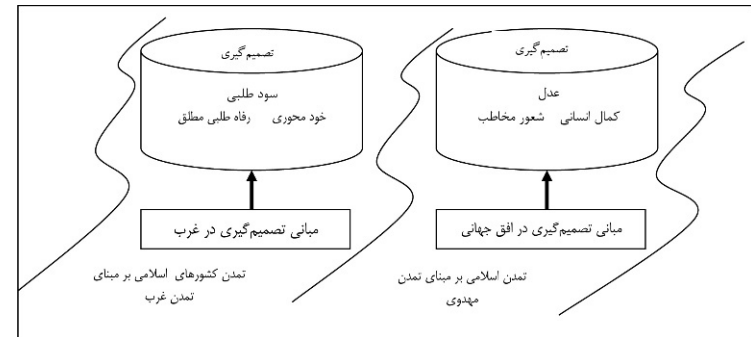 تصمیم‌گیری
عدل
کمال انسانی شعور مخاطب
مبانی تصمیم‌گیری در افق جهانی
تمدن اسلامی بر مبنای تمدن
مهدوی
تصمیم‌گیری
سود طلبی
خود محوری رفاه طلبی مطلق
مبانی تصمیم‌گیری در غرب
تمدن کشورهای اسلامی بر مبنای
تمدن غرب